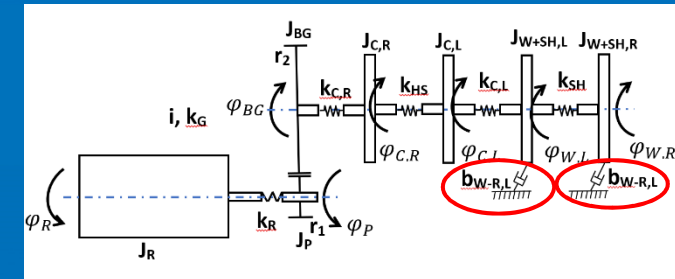 J_BG
r_2
J_C,R
J_C,L
J_W+SH,L
J_W+SH,R
k_C,R
k_HS
k_C,L
k_SH
φ_BG
i, k_G
φ_C.R
φ_C.L
φ_W.L
φ_W.R
b_W-R,L
b_W-R,L
φ_R
k_R
r_1
φ_P
J_P
J_R